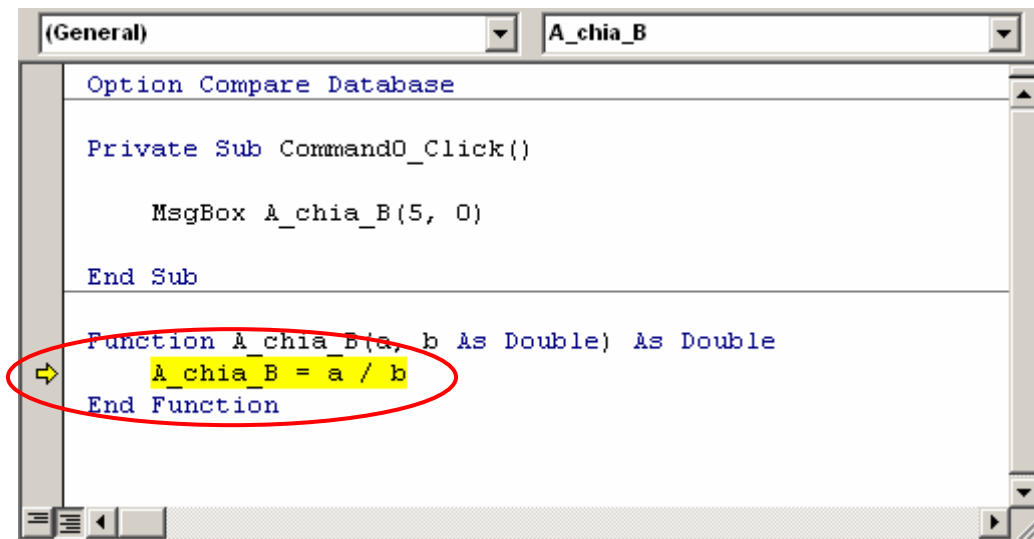 (General) A_chia_B
Option Compare Database
Private Sub Command0_Click()
MsgBox A_chia_B(5, 0)
End Sub
Function A_chia_B(a, b As Double) As Double
A_chia_B = a / b
End Function